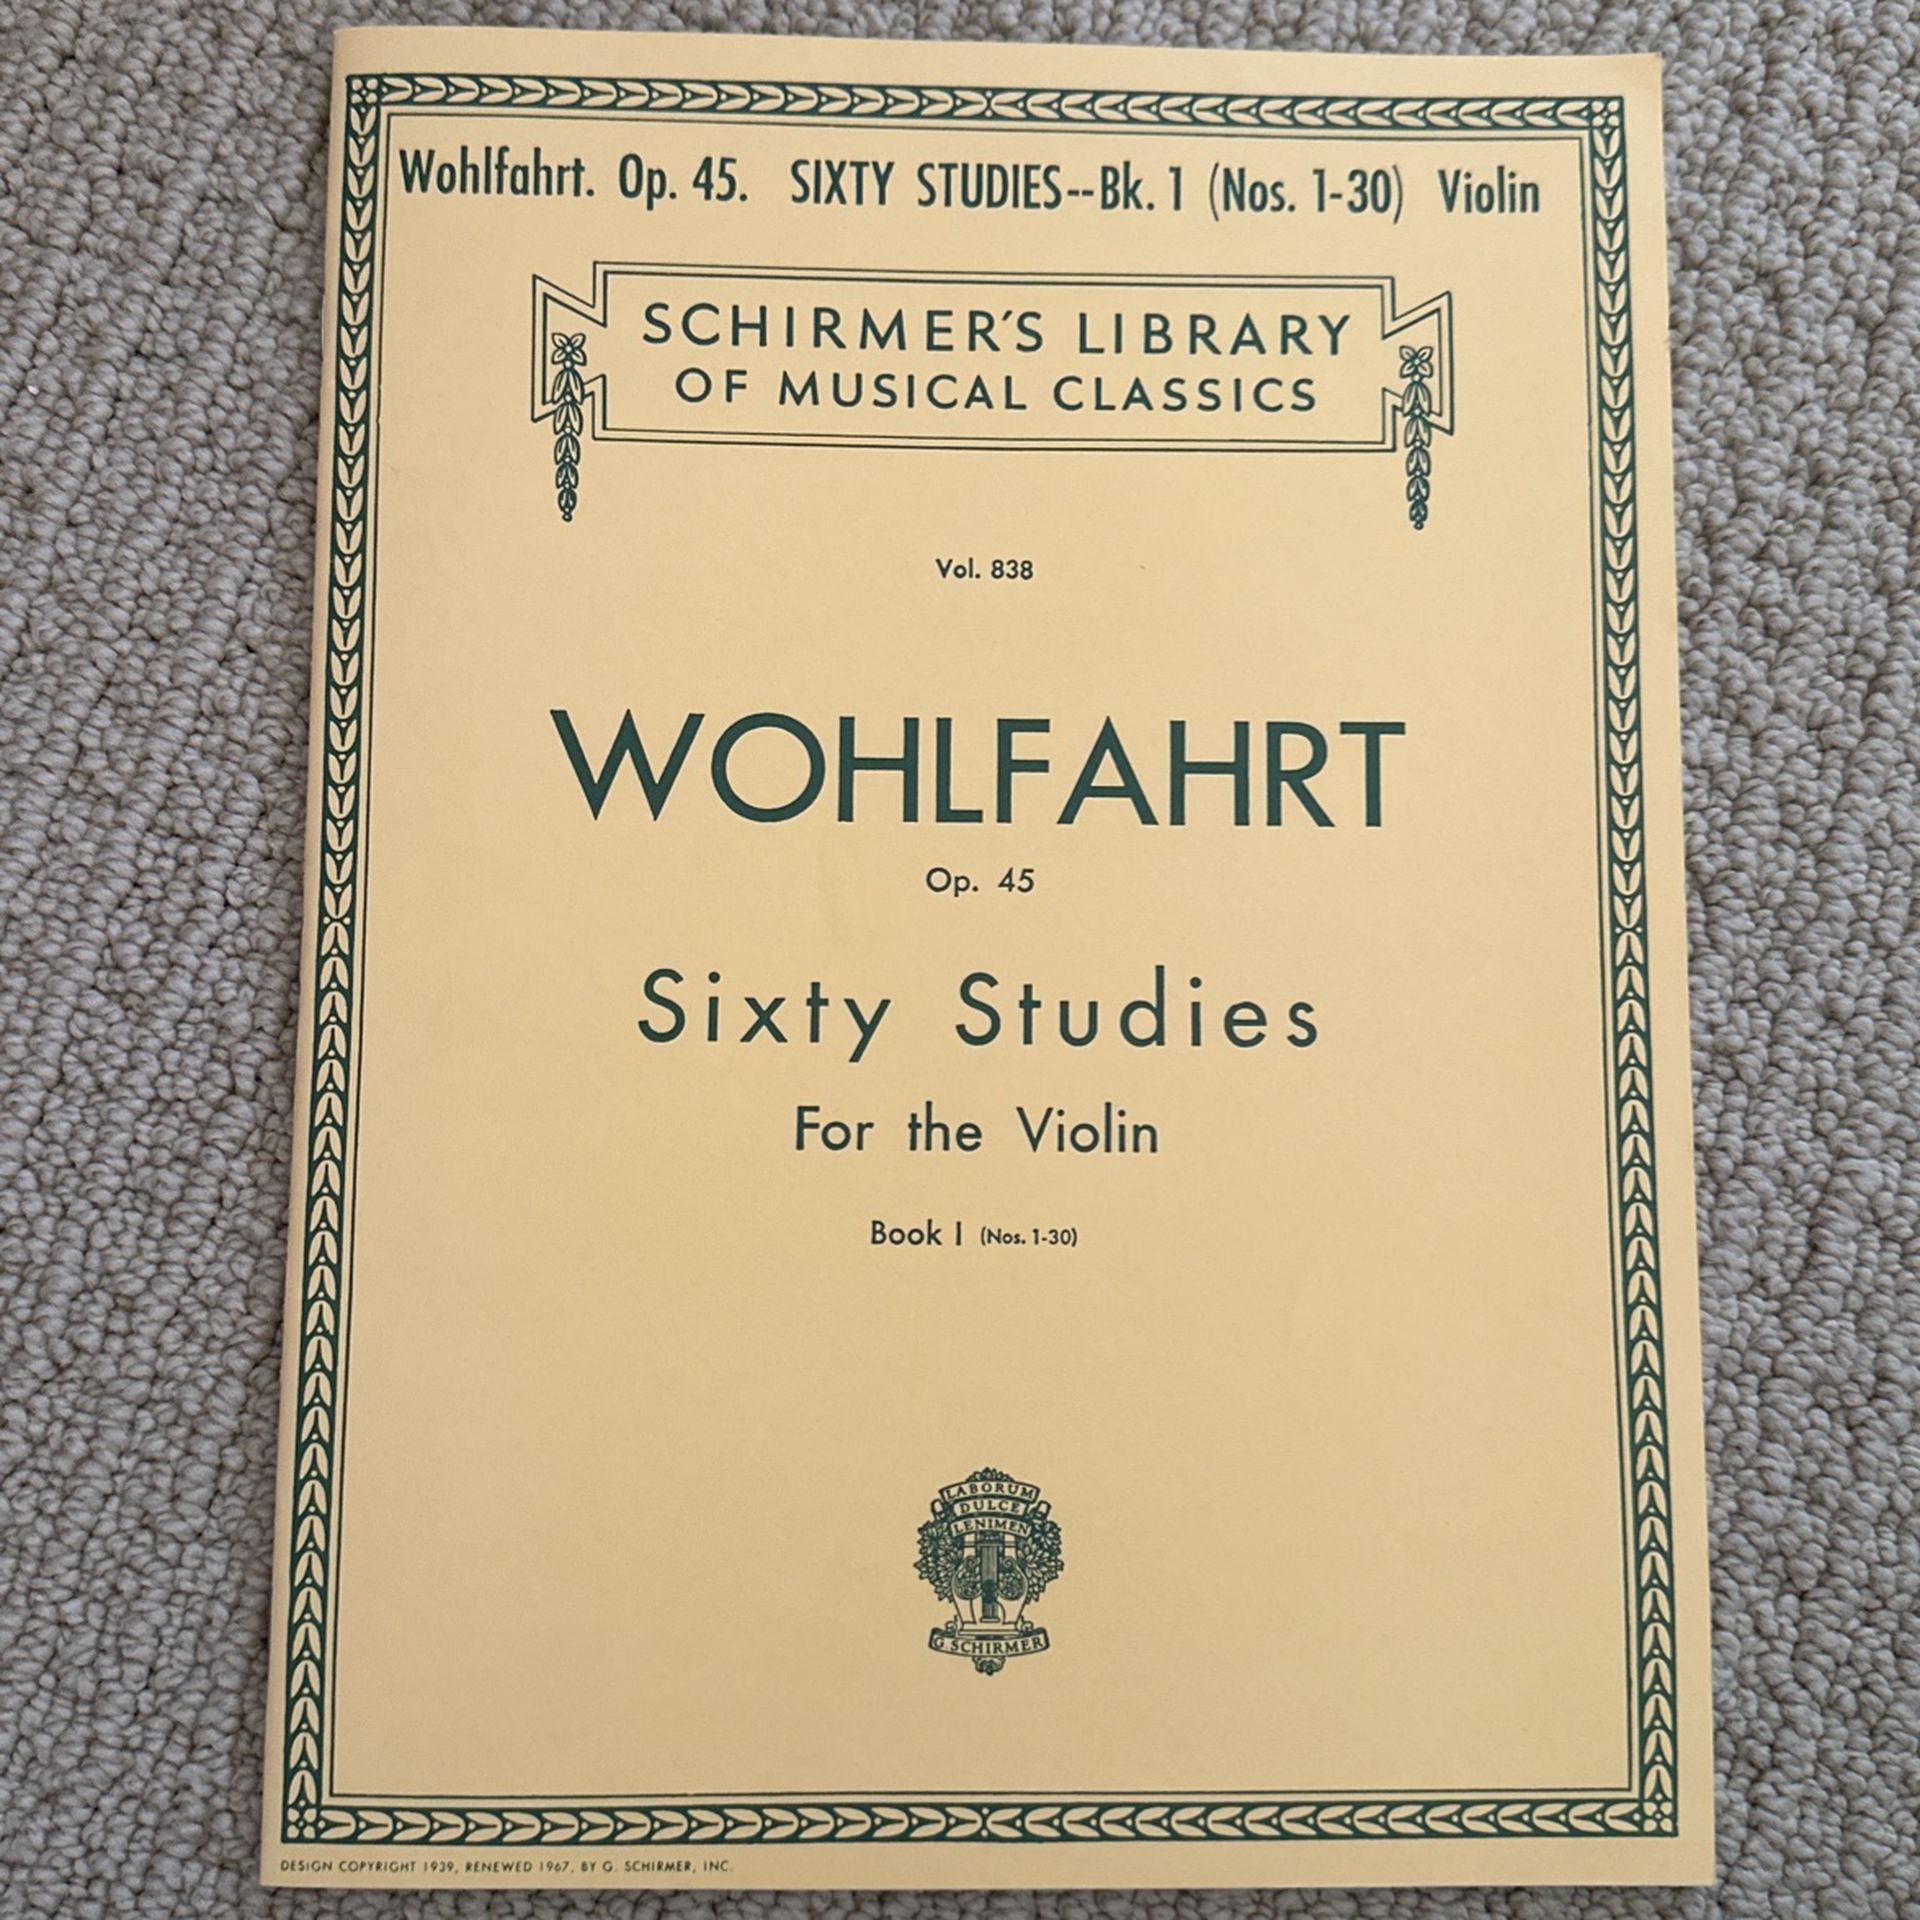 Wohlfahrt. Op. 45. SIXTY STUDIES--Bk. 1 (Nos. 1-30) Violin
SCHIRMER'S LIBRARY
OF MUSICAL CLASSICS
Vol. 838
WOHLFAHRT
Op. 45
Sixty Studies
For the Violin
Book I (Nos. 1-30)
LABORUM
DULCE
LENIMEN
G. SCHIRMER
DESIGN COPYRIGHT 1939, RENEWED 1967, BY G. SCHIRMER, INC.